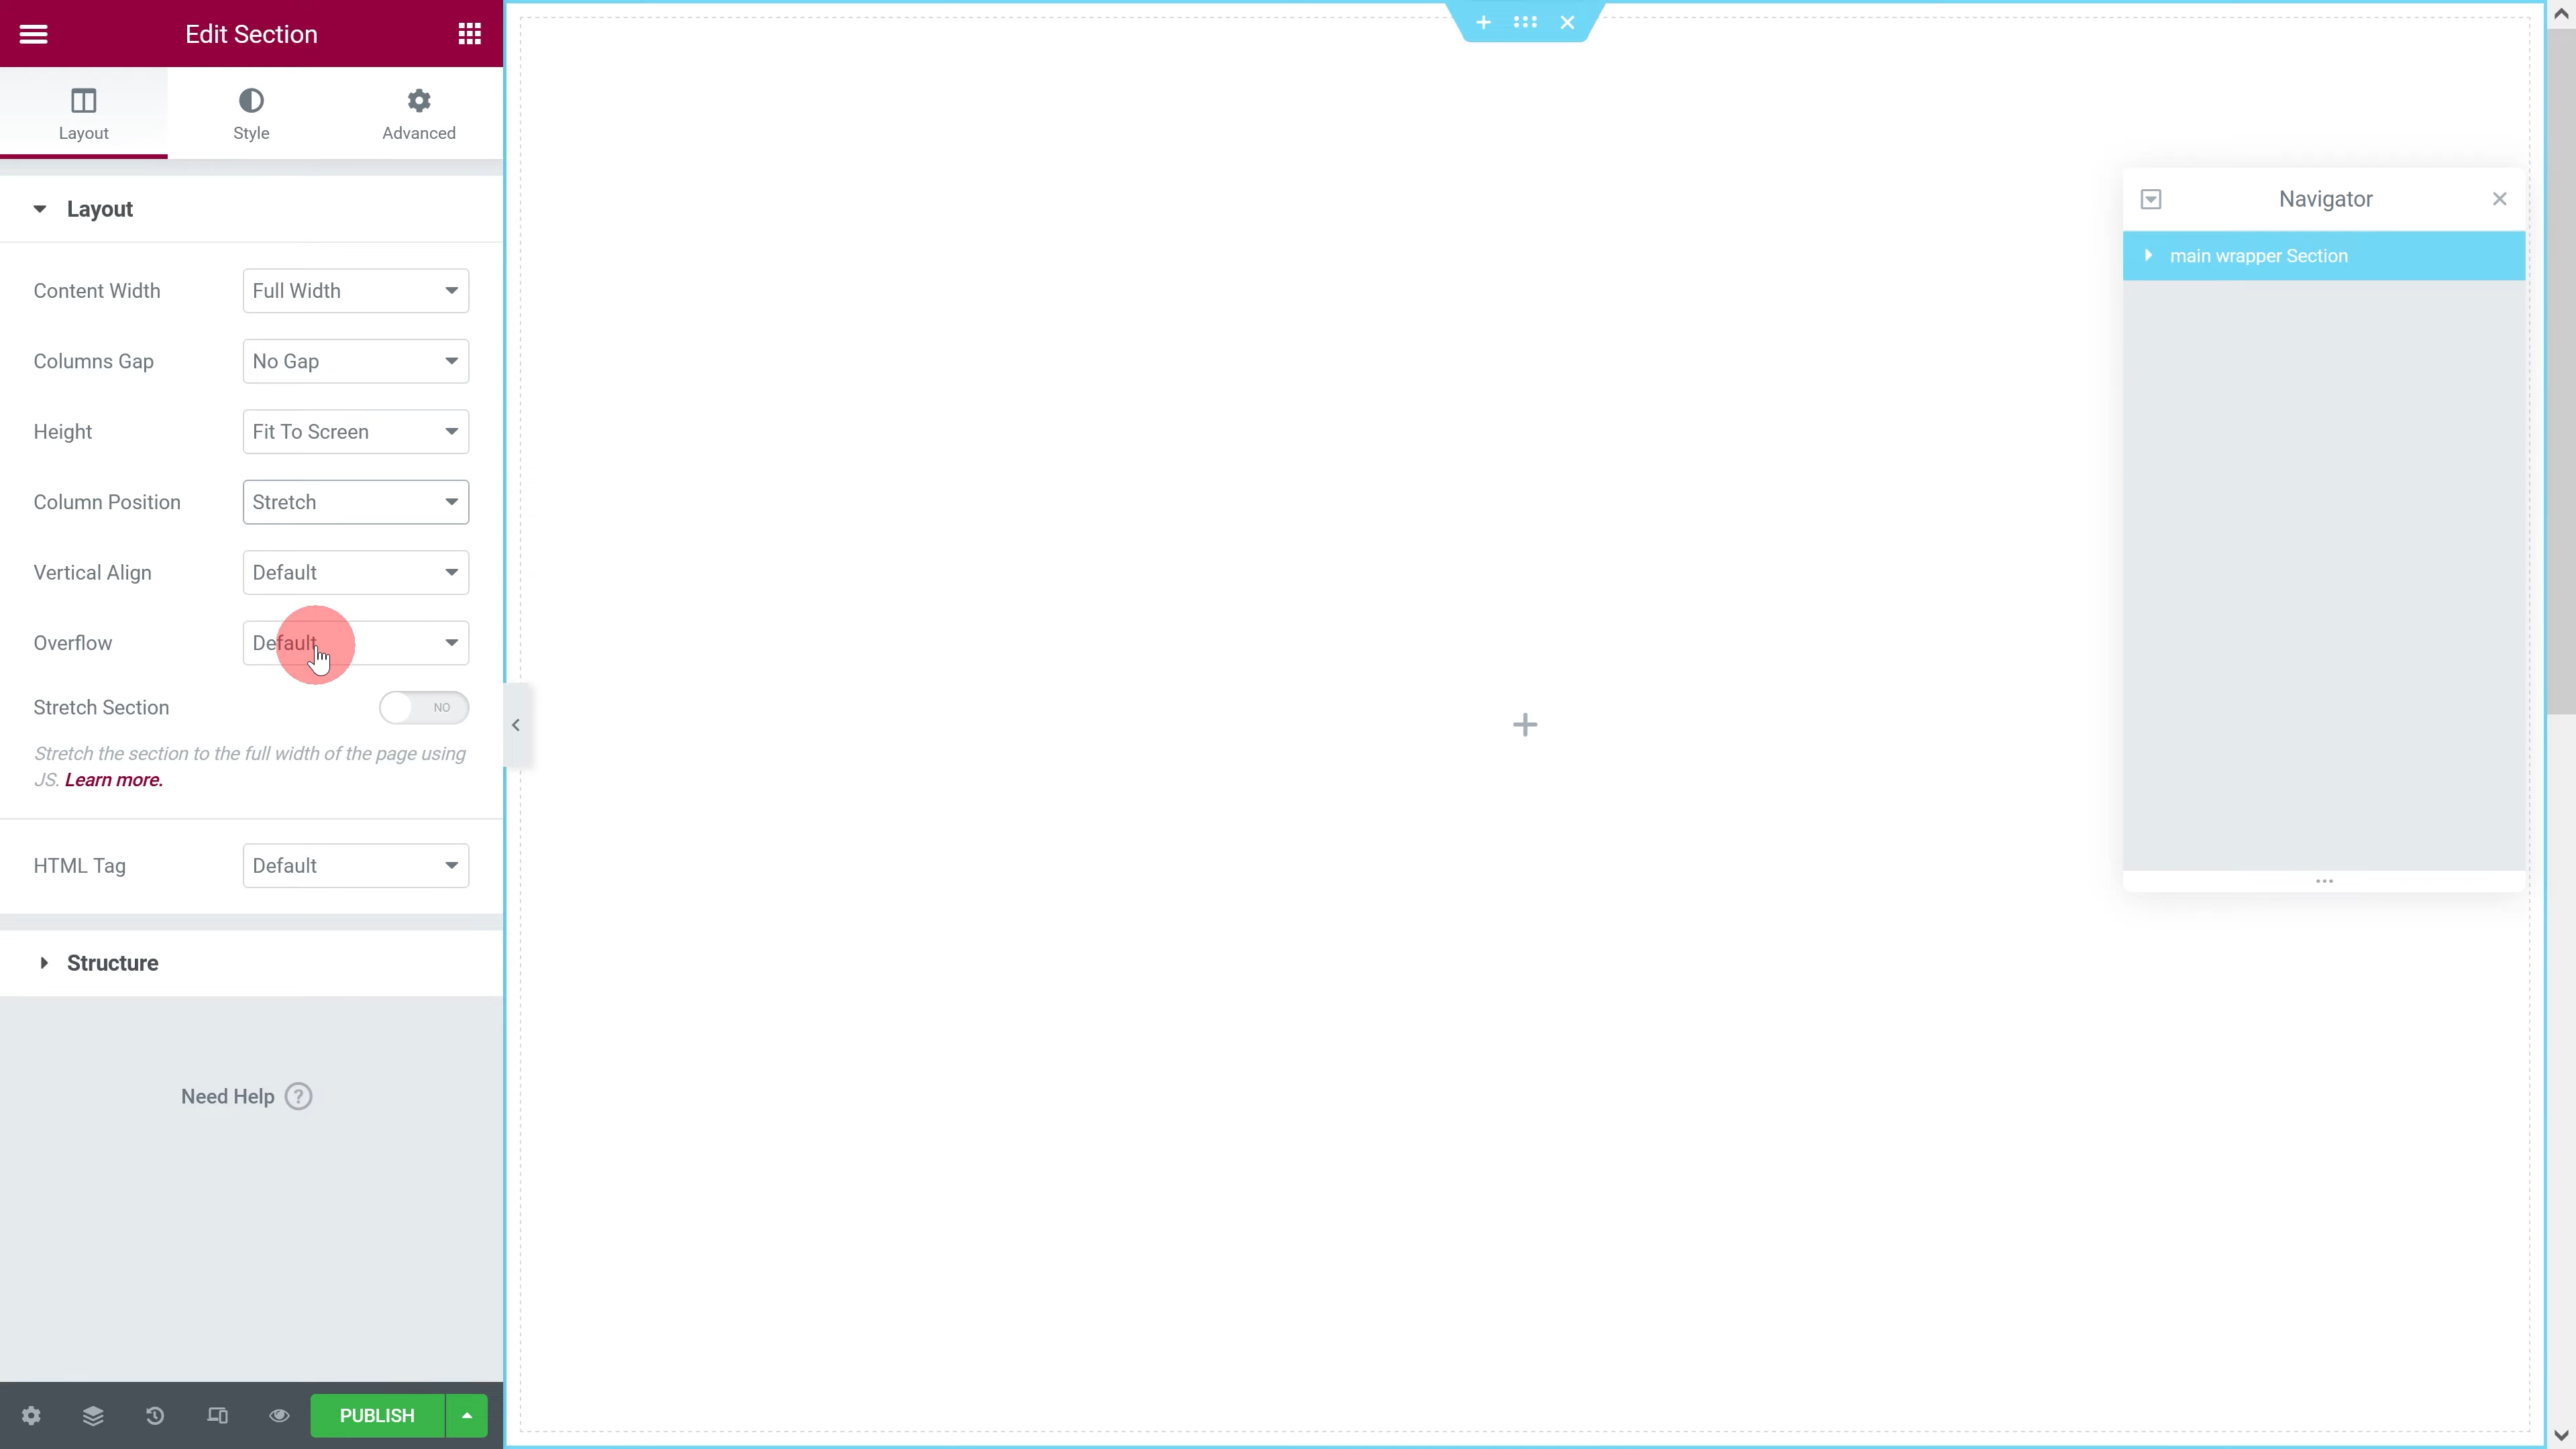 Edit Section
Layout
Style
Advanced
Layout
Content Width
Full Width
Columns Gap
No Gap
Height
Fit To Screen
Column Position
Stretch
Vertical Align
Default
Overflow
Default
Stretch Section
NO
Stretch the section to the full width of the page using
JS. Learn more.
HTML Tag
Default
Structure
Need Help ?
PUBLISH
Navigator
main wrapper Section